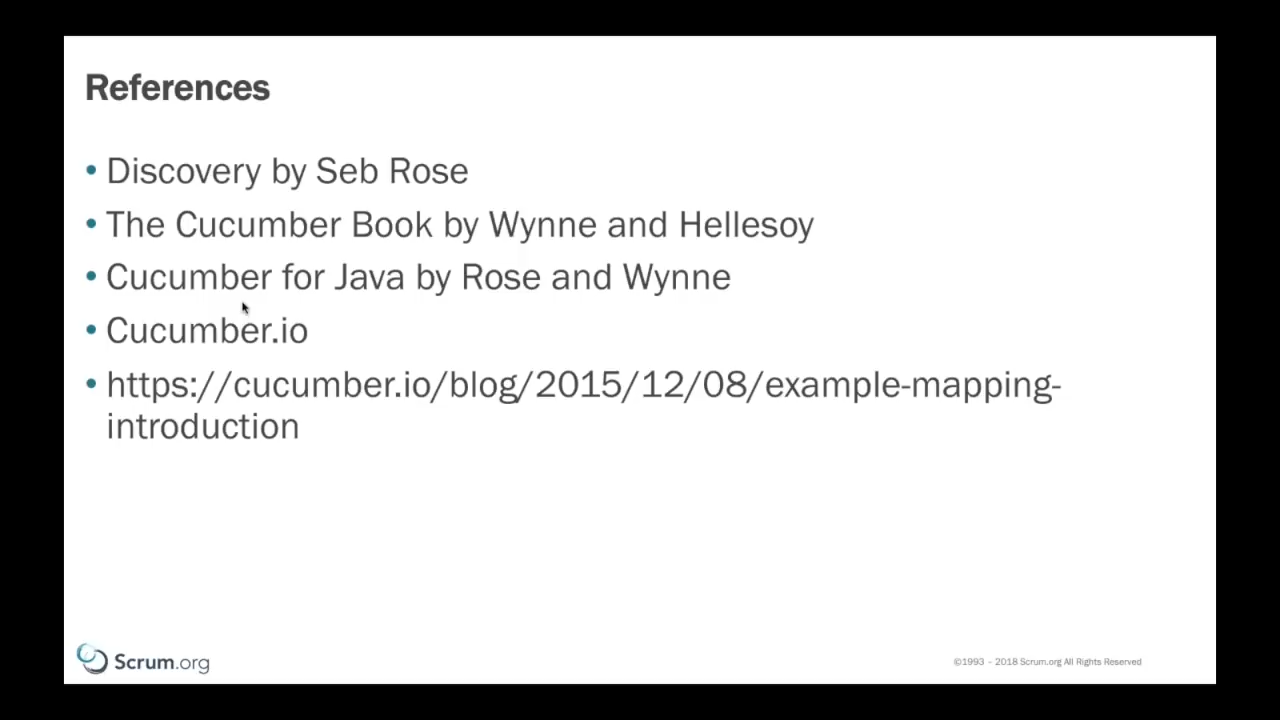 References
• Discovery by Seb Rose
• The Cucumber Book by Wynne and Hellesoy
• Cucumber for Java by Rose and Wynne
• Cucumber.io
• https://cucumber.io/blog/2015/12/08/example-mapping-
introduction
Scrum.org
©1993 – 2018 Scrum.org All Rights Reserved